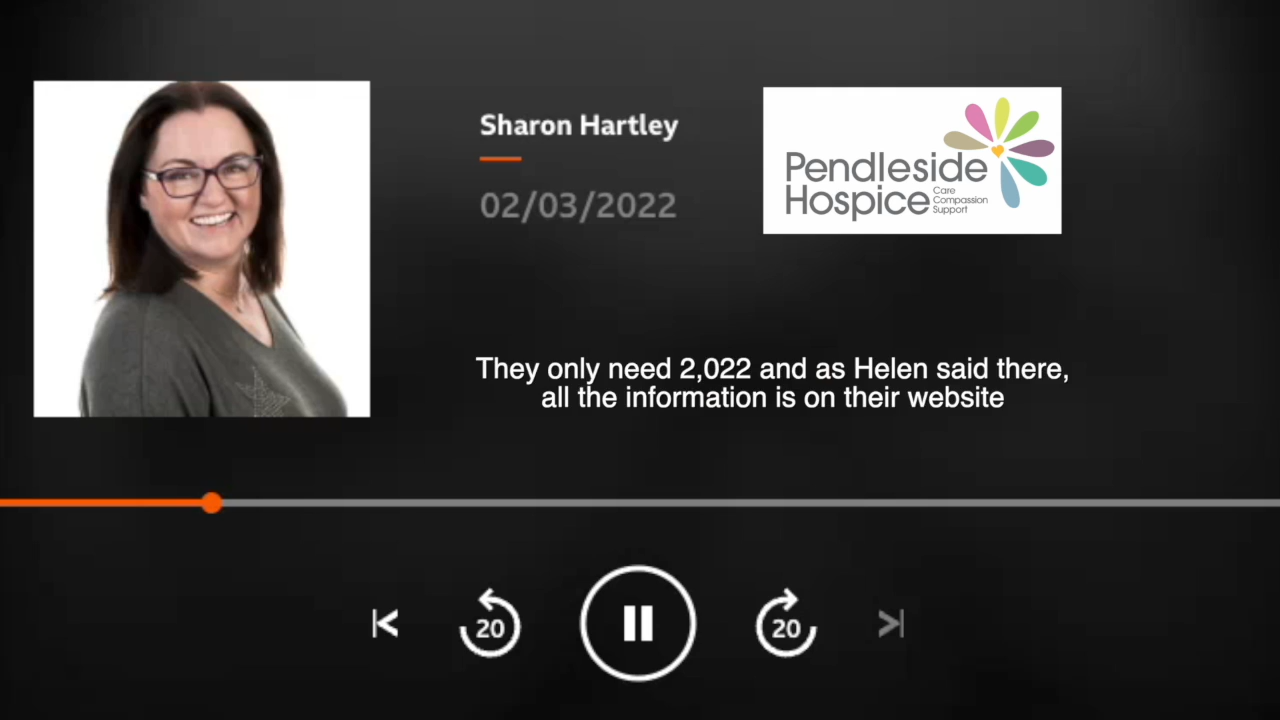 Sharon Hartley
02/03/2022
Pendleside
Hospice
Care
Compassion
Support
They only need 2,022 and as Helen said there,
all the information is on their website
20
20